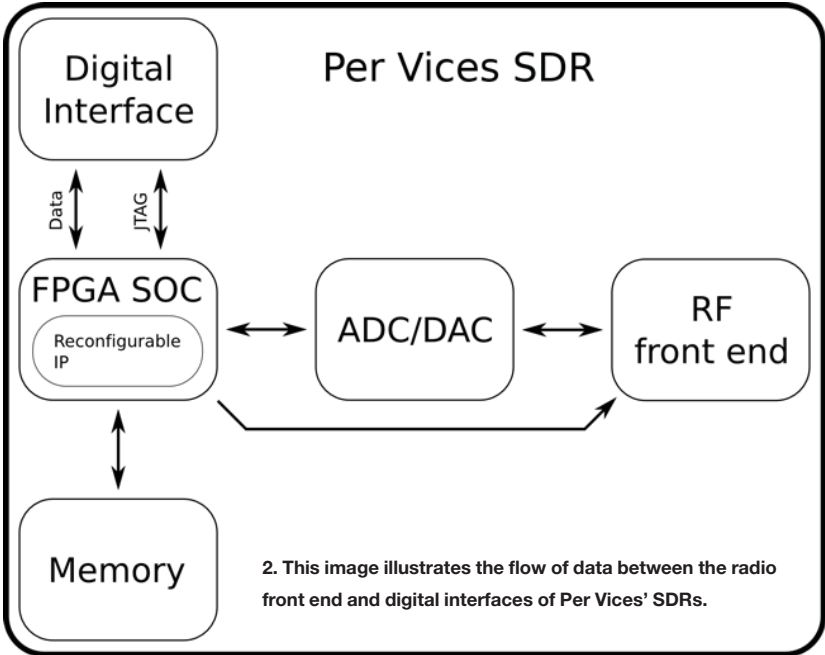 Per Vices SDR
Digital
Interface
Data
JTAG
FPGA SOC
Reconfigurable
IP
ADC/DAC
RF
front end
Memory
2. This image illustrates the flow of data between the radio
front end and digital interfaces of Per Vices’ SDRs.